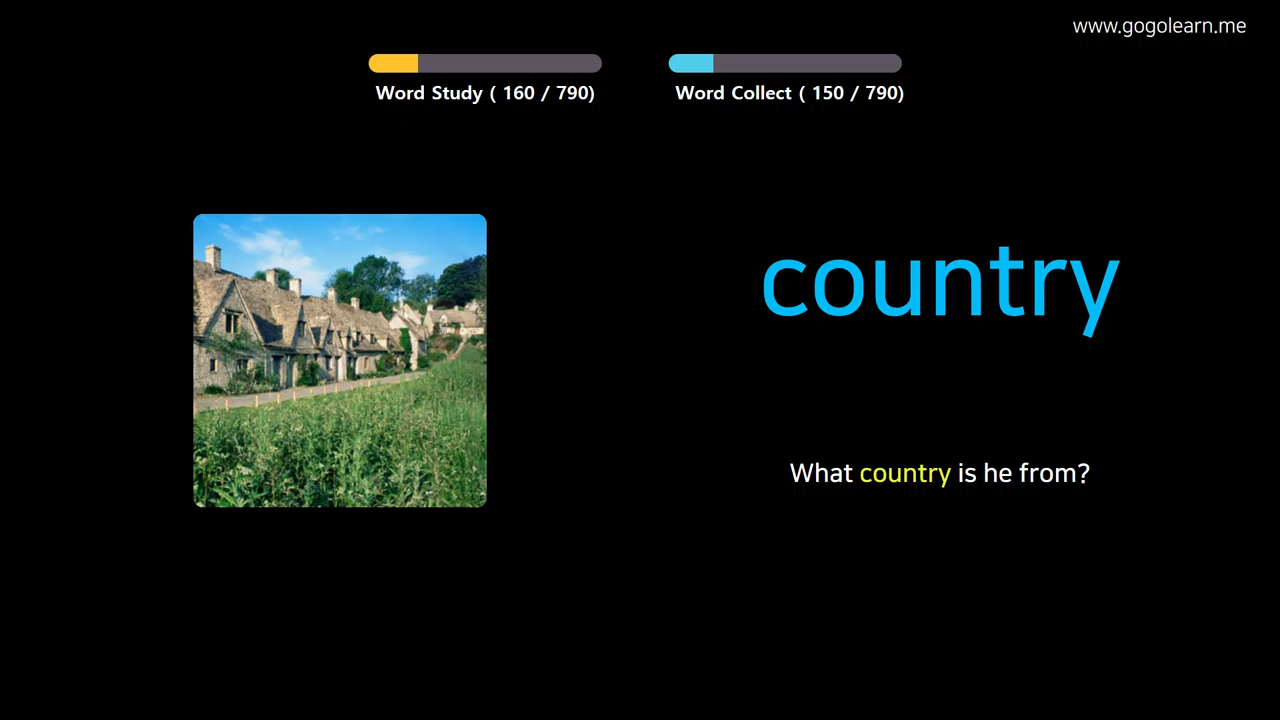 www.gogolearn.me
Word Study ( 160 / 790)
Word Collect ( 150 / 790)
country
What country is he from?